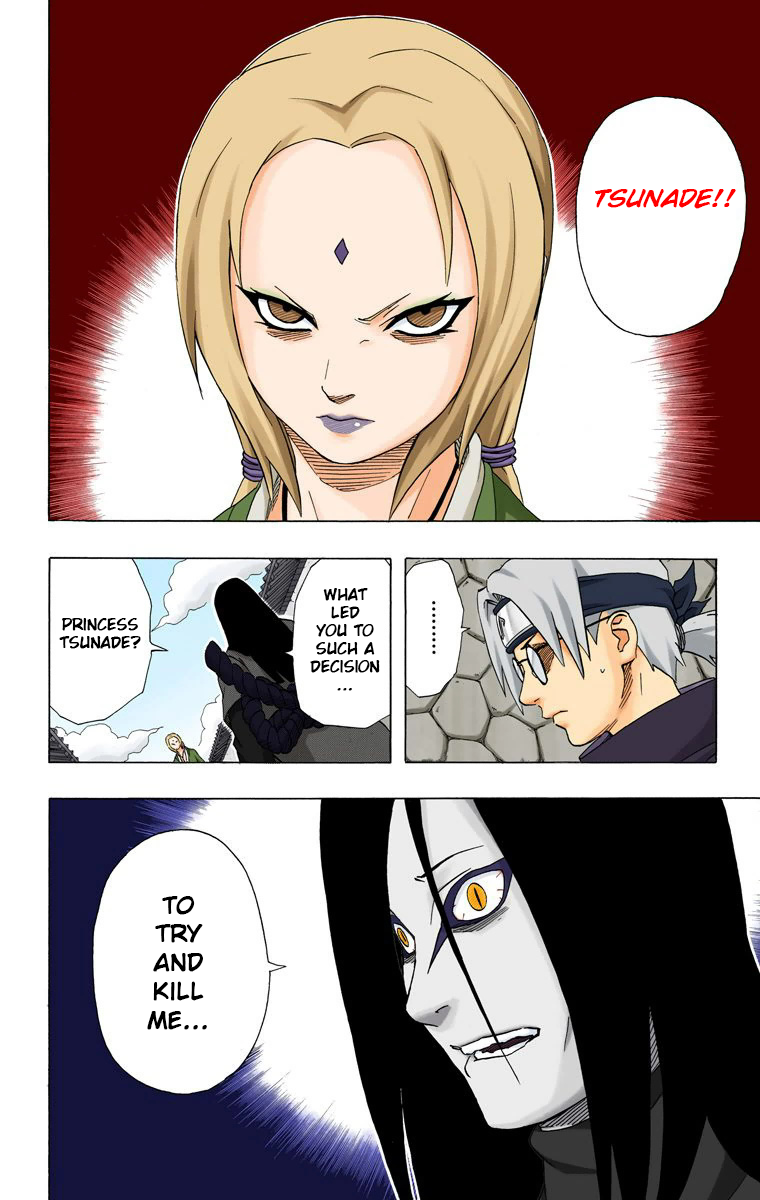 TSUNADE!!
.......
WHAT
LED
YOU TO
SUCH A
DECISION
...
PRINCESS
TSUNADE?
TO
TRY
AND
KILL
ME...